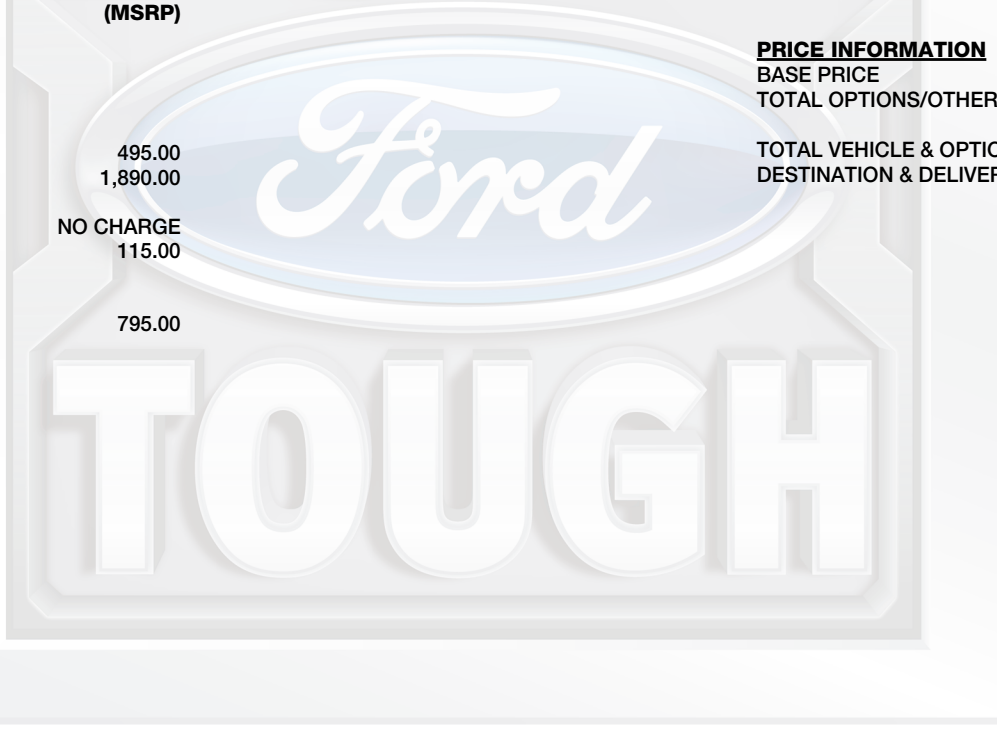 (MSRP)
495.00
1,890.00
NO CHARGE
115.00
795.00
PRICE INFORMATION
BASE PRICE
TOTAL OPTIONS/OTHER
TOTAL VEHICLE & OPTIO
DESTINATION & DELIVER
Ford
TOUGH